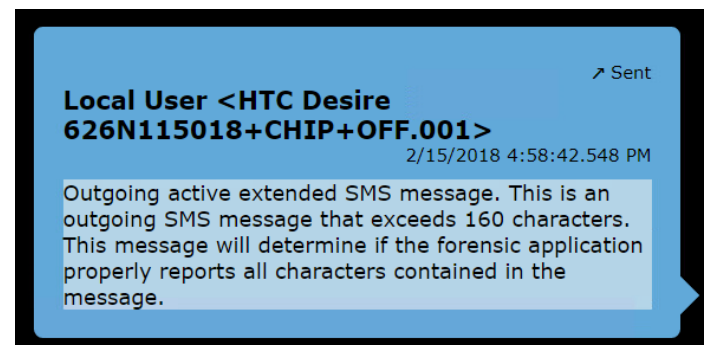 ↗ Sent
Local User <HTC Desire
626N115018+CHIP+OFF.001>
2/15/2018 4:58:42.548 PM
Outgoing active extended SMS message. This is an
outgoing SMS message that exceeds 160 characters.
This message will determine if the forensic application
properly reports all characters contained in the
message.